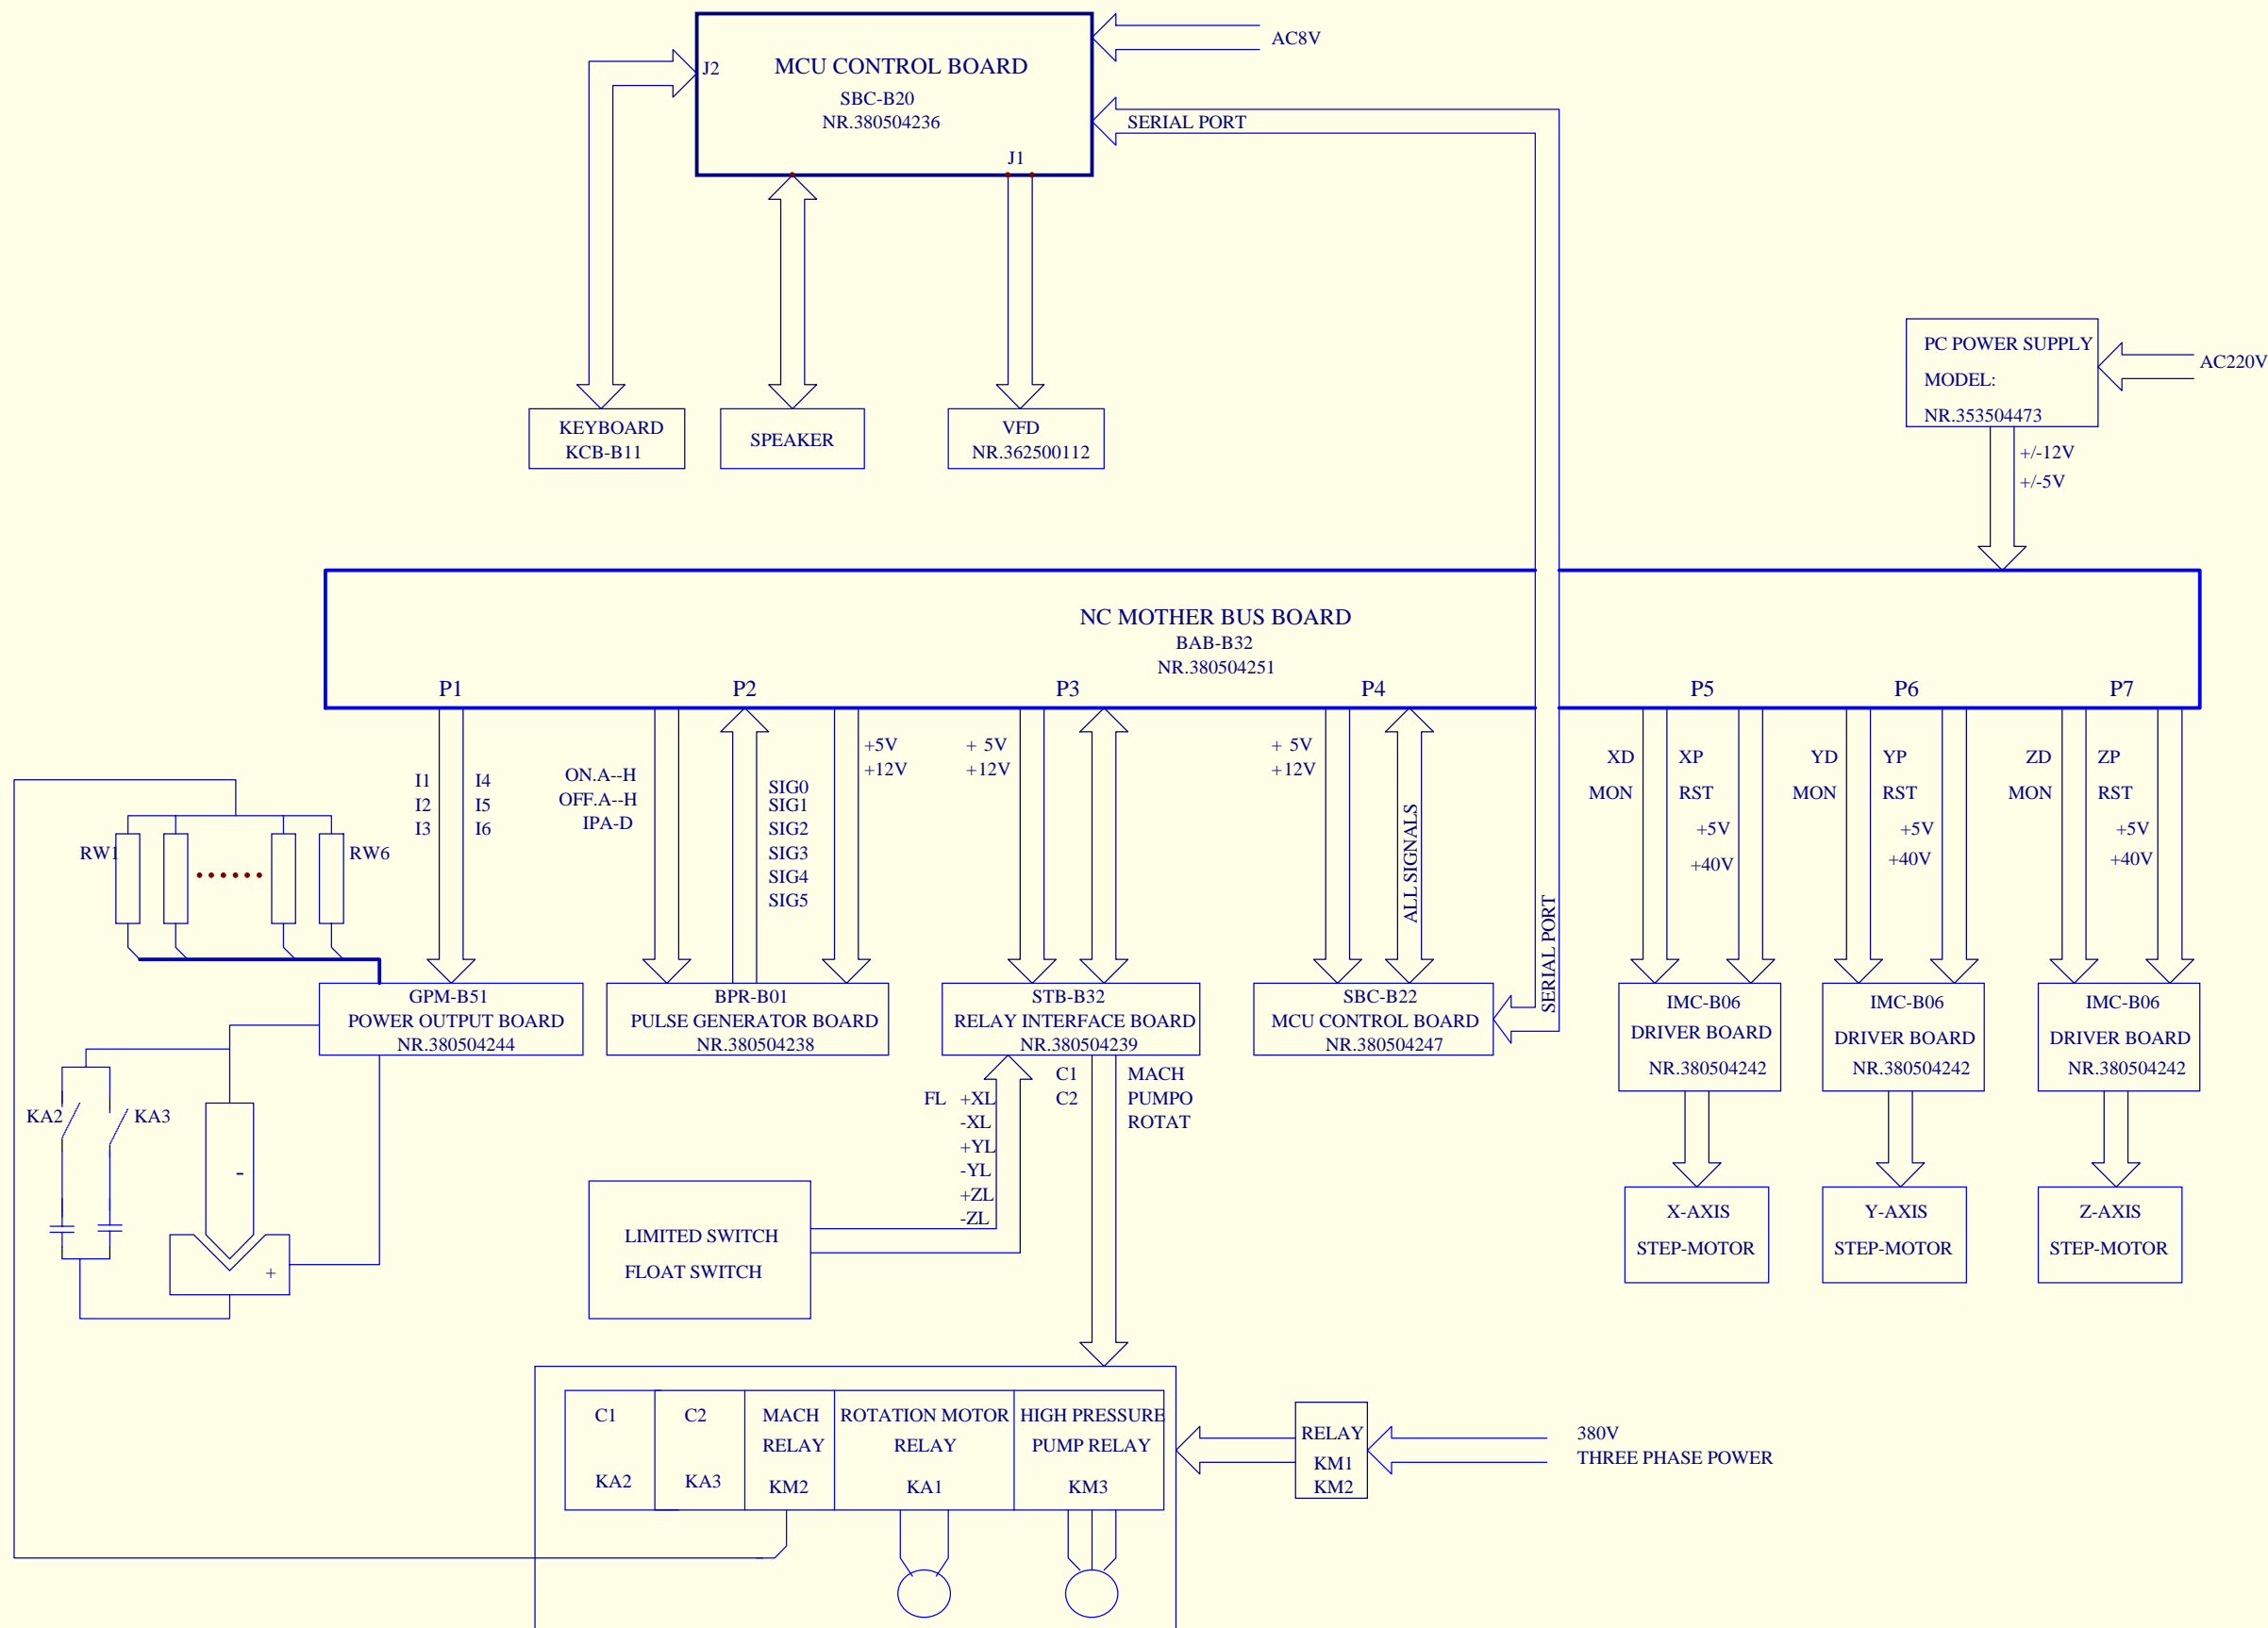 AC8V
J2
MCU CONTROL BOARD
SBC-B20
NR.380504236
SERIAL PORT
J1
PC POWER SUPPLY
MODEL:
NR.353504473
AC220V
KEYBOARD
KCB-B11
SPEAKER
VFD
NR.362500112
+/-12V
+/-5V
NC MOTHER BUS BOARD
BAB-B32
NR.380504251
P1
P2
P3
P4
P5
P6
P7
I1
I2
I3
I4
I5
I6
ON.A--H
OFF.A--H
IPA-D
SIG0
SIG1
SIG2
SIG3
SIG4
SIG5
+5V
+12V
+ 5V
+12V
+ 5V
+12V
ALL SIGNALS
SERIAL PORT
XD
MON
XP
RST
+5V
+40V
YD
MON
YP
RST
+5V
+40V
ZD
MON
ZP
RST
+5V
+40V
RW1
RW6
GPM-B51
POWER OUTPUT BOARD
NR.380504244
BPR-B01
PULSE GENERATOR BOARD
NR.380504238
STB-B32
RELAY INTERFACE BOARD
NR.380504239
SBC-B22
MCU CONTROL BOARD
NR.380504247
IMC-B06
DRIVER BOARD
NR.380504242
IMC-B06
DRIVER BOARD
NR.380504242
IMC-B06
DRIVER BOARD
NR.380504242
KA2
KA3
-
+
FL
+XL
-XL
+YL
-YL
+ZL
-ZL
C1
C2
MACH
PUMPO
ROTAT
LIMITED SWITCH
FLOAT SWITCH
X-AXIS
STEP-MOTOR
Y-AXIS
STEP-MOTOR
Z-AXIS
STEP-MOTOR
C1
KA2
C2
KA3
MACH
RELAY
KM2
ROTATION MOTOR
RELAY
KA1
HIGH PRESSURE
PUMP RELAY
KM3
RELAY
KM1
KM2
380V
THREE PHASE POWER